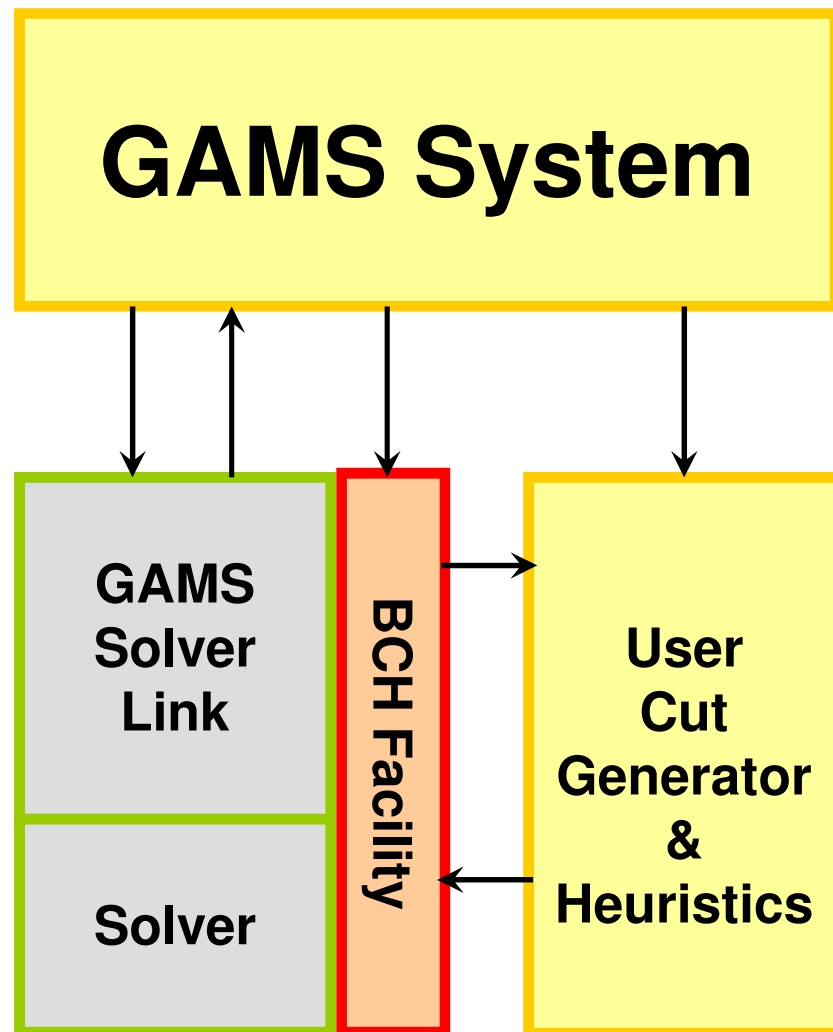 GAMS System
GAMS
Solver
Link
Solver
BCH Facility
User
Cut
Generator
&
Heuristics